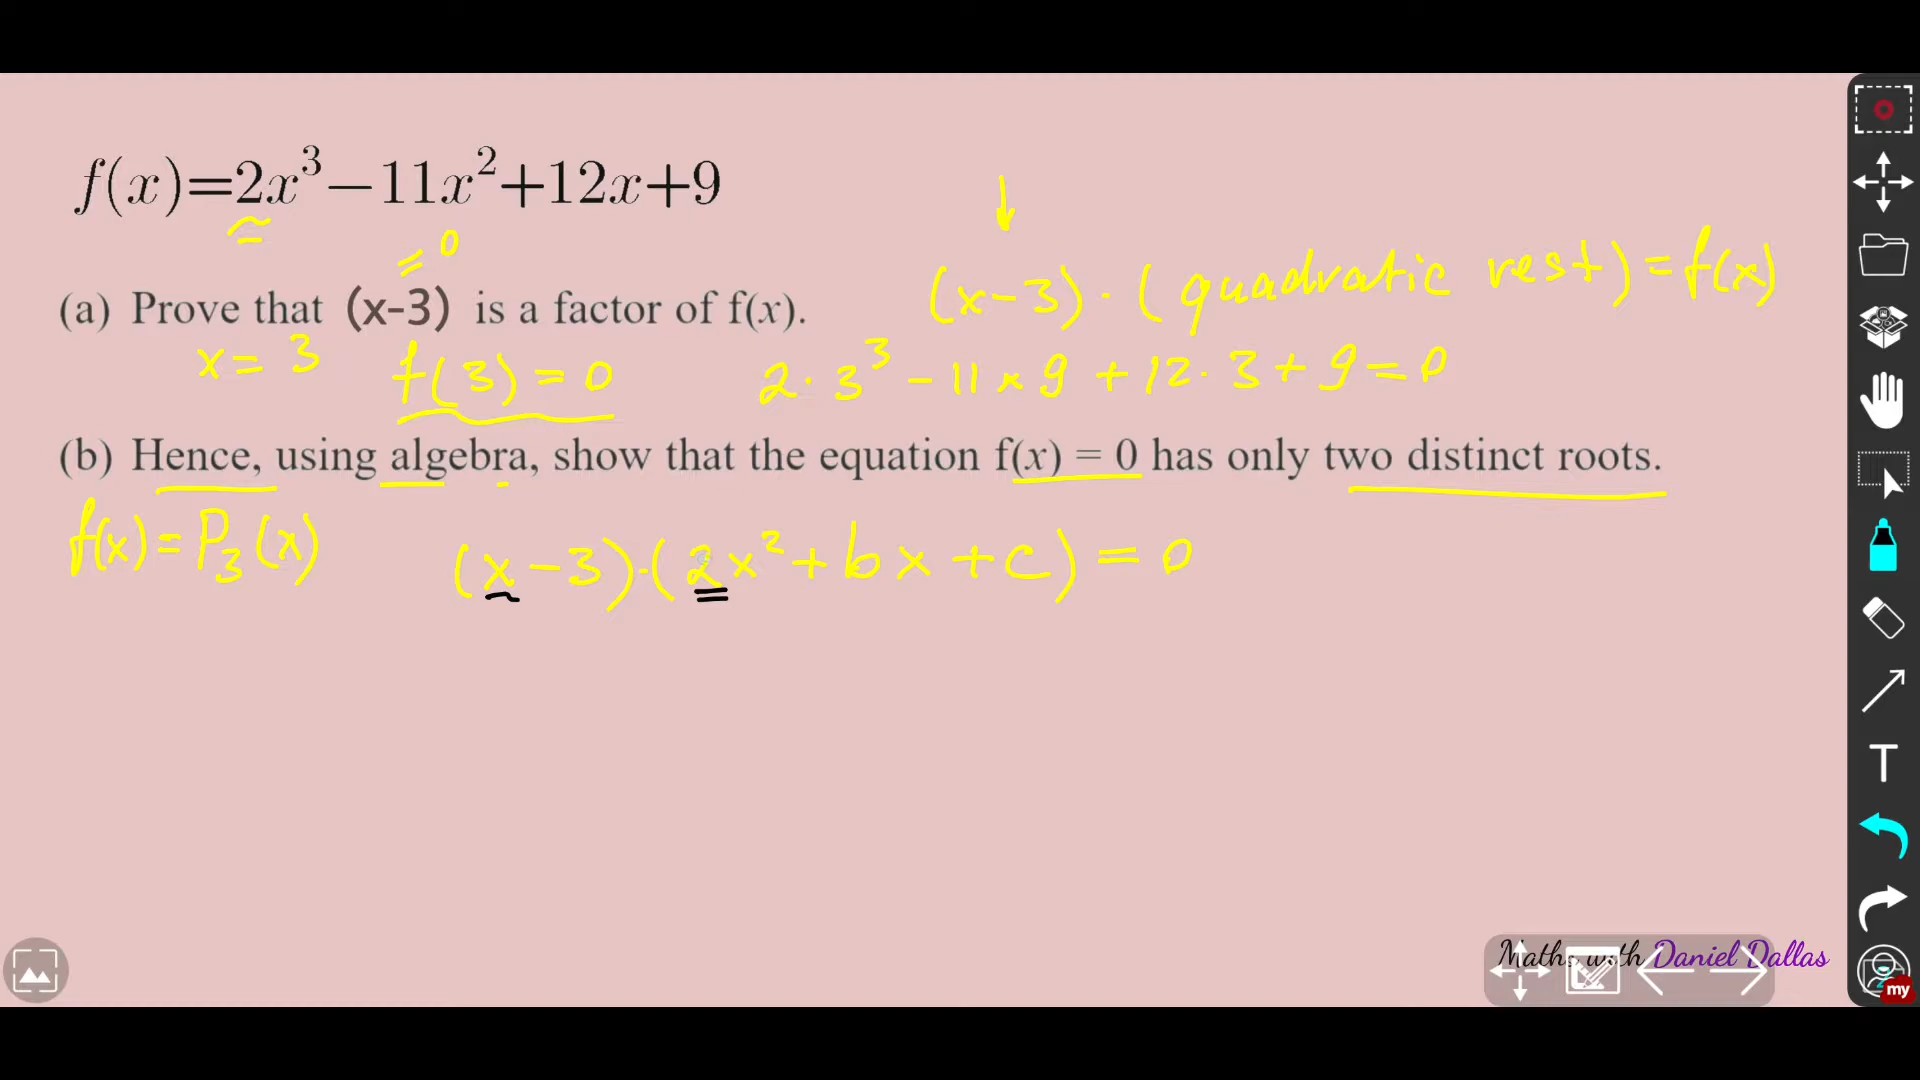 f(x)=2x³−11x²+12x+9
= 0
(a) Prove that (x-3) is a factor of f(x).
(x−3)·(quadratic rest)=f(x)
x= 3 f(3)=0 2·3³−11×9+12·3+9=0
(b) Hence, using algebra, show that the equation f(x) = 0 has only two distinct roots.
f(x)=P₃(x) (x−3)·(2x²+bx+c)=0
Maths with Daniel Dallas
T
my